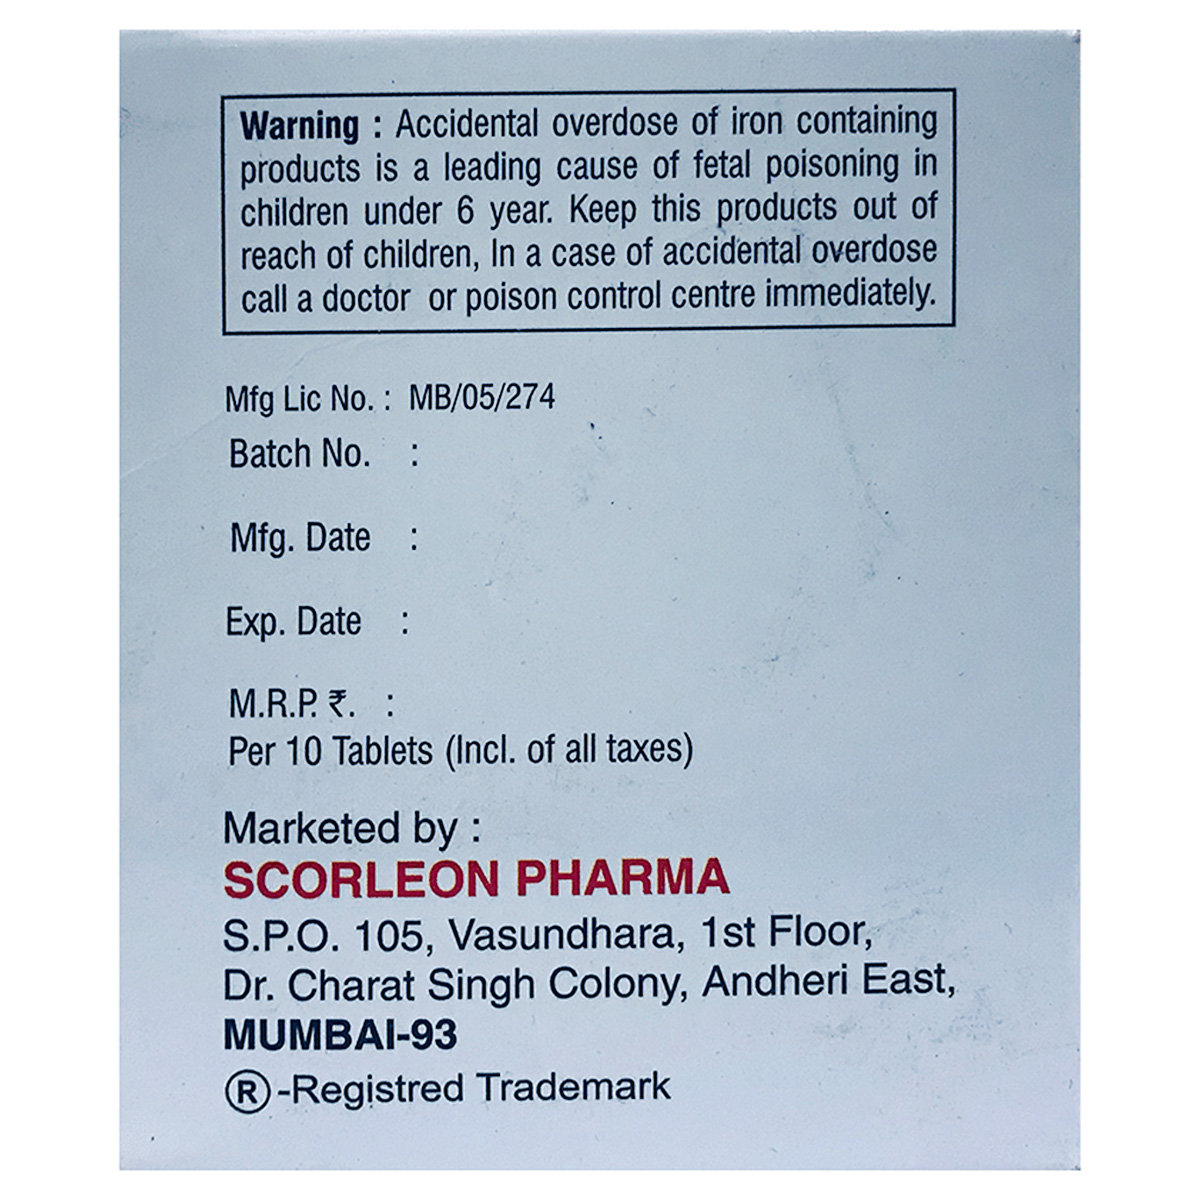 Warning : Accidental overdose of iron containing
products is a leading cause of fetal poisoning in
children under 6 year. Keep this products out of
reach of children, In a case of accidental overdose
call a doctor or poison control centre immediately.
Mfg Lic No. : MB/05/274
Batch No. :
Mfg. Date :
Exp. Date :
M.R.P. ₹. :
Per 10 Tablets (Incl. of all taxes)
Marketed by :
SCORLEON PHARMA
S.P.O. 105, Vasundhara, 1st Floor,
Dr. Charat Singh Colony, Andheri East,
MUMBAI-93
®-Registred Trademark